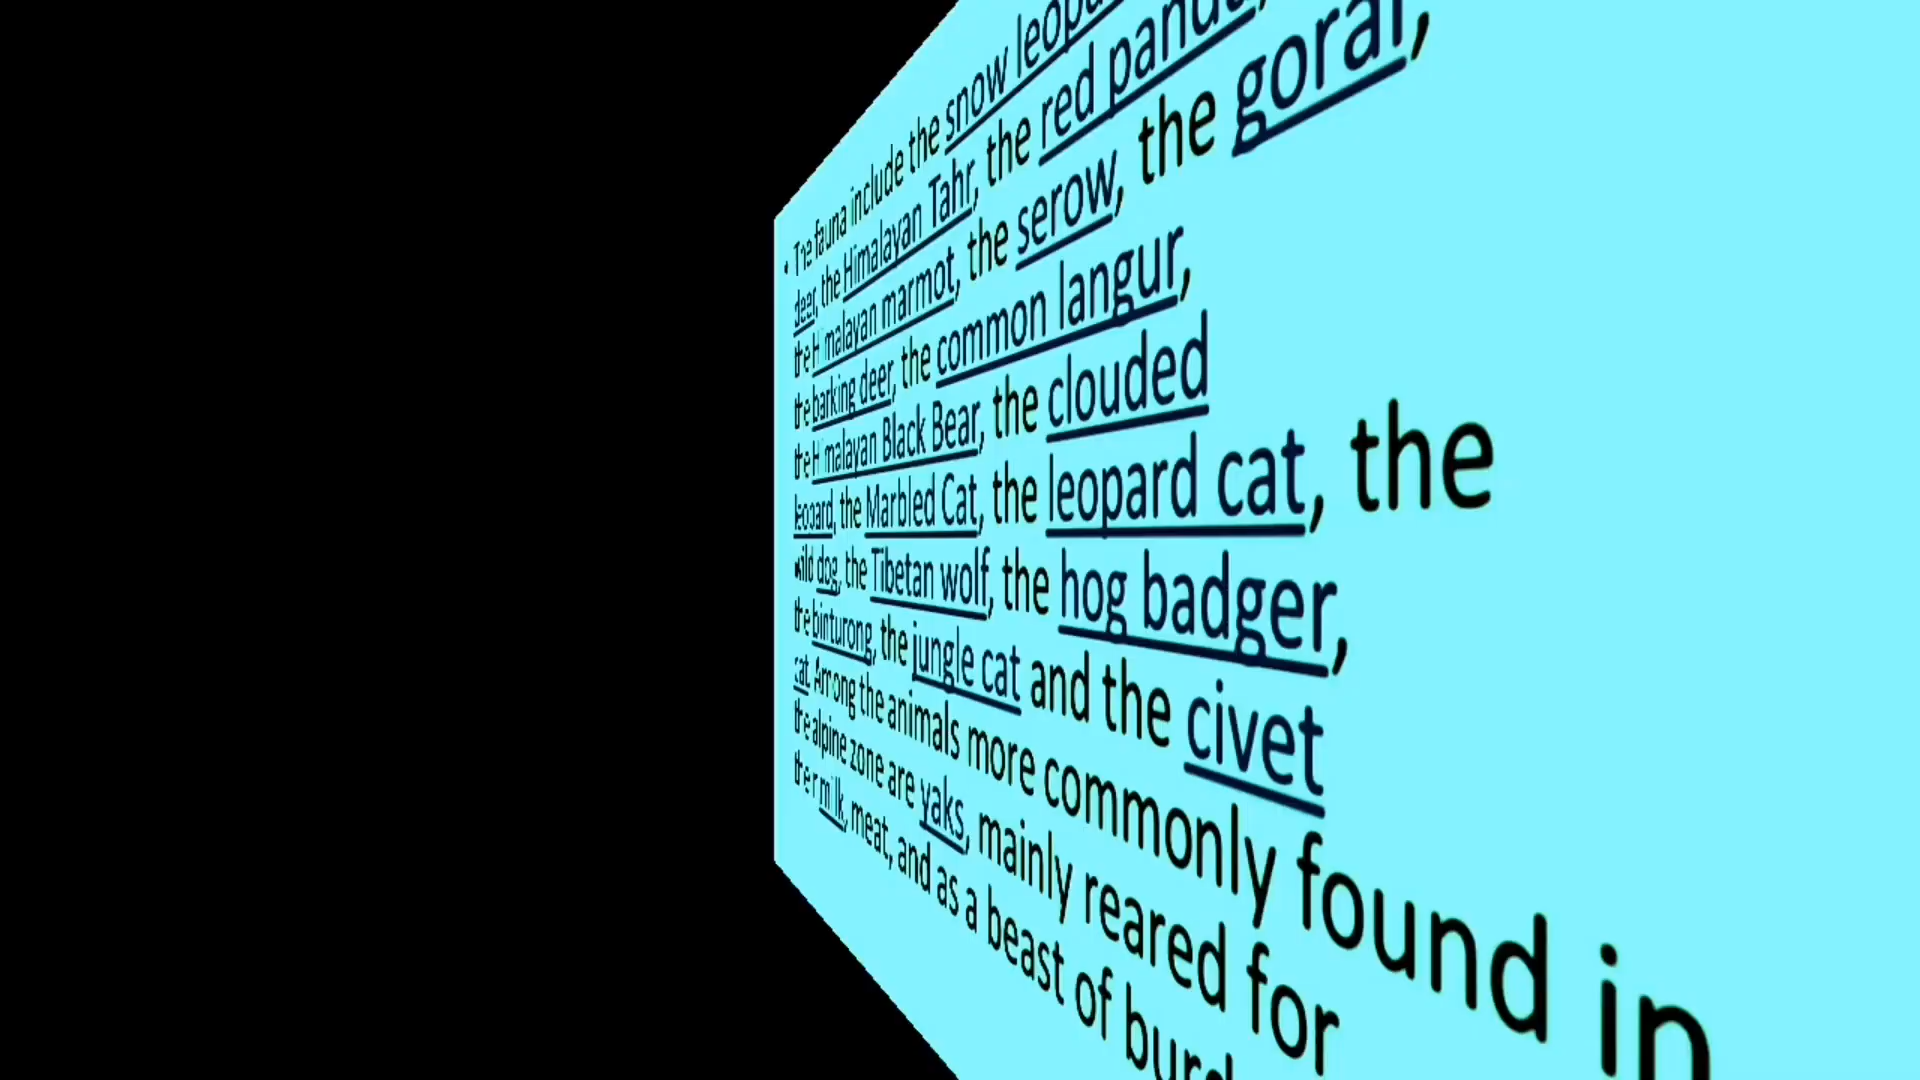 • The fauna include the snow
deer, the Himalayan Tahr, the red
the Himalayan marmot, the serow, the goral,
the barking deer, the common langur,
the Himalayan Black Bear, the clouded
leopard, the Marbled Cat, the leopard cat, the
wild dog, the Tibetan wolf, the hog badger,
the binturong, the jungle cat and the civet
cat. Among the animals more commonly found in
the alpine zone are yaks, mainly reared for
their milk, meat, and as a beast of